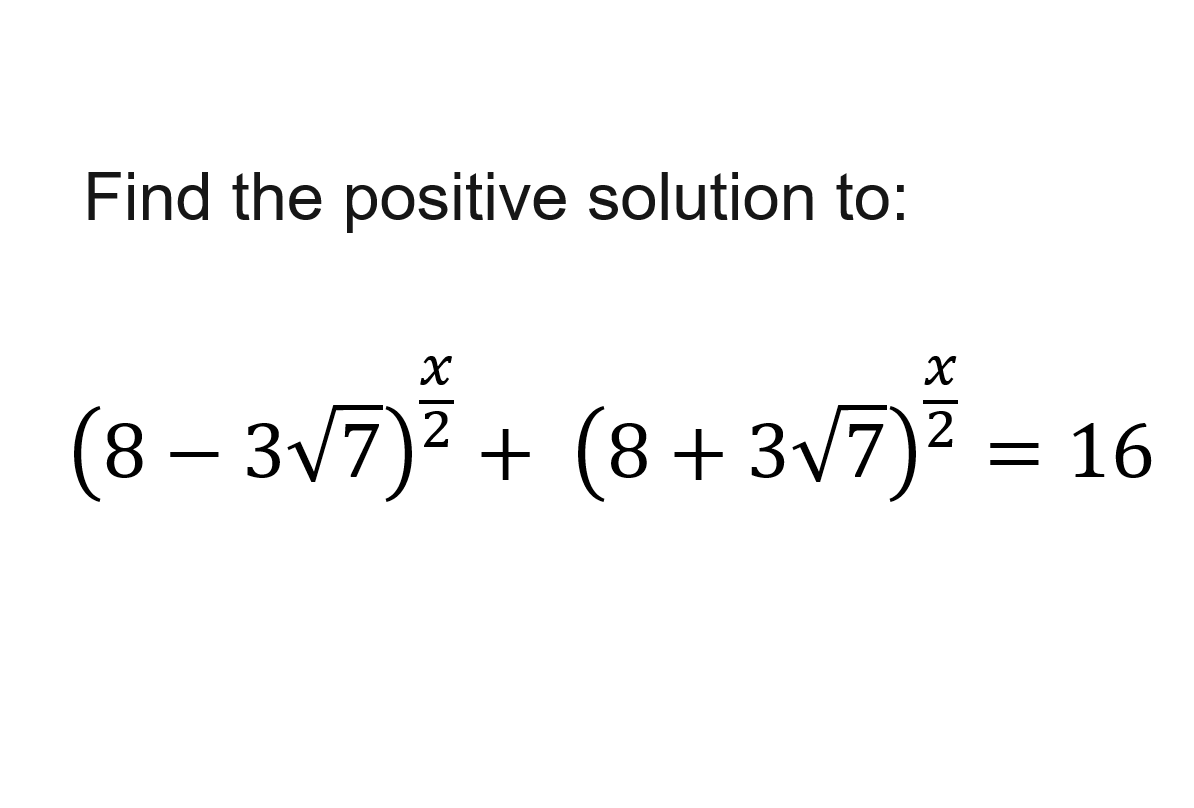 Find the positive solution to:
(8 − 3√7)^(x/2) + (8 + 3√7)^(x/2) = 16